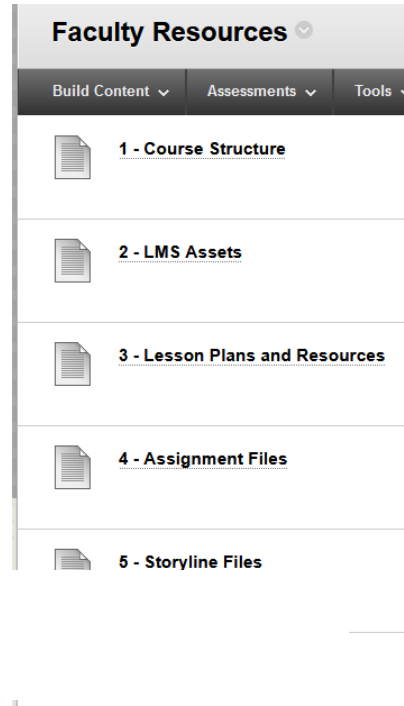 Faculty Resources
Build Content Assessments Tools
1 - Course Structure
2 - LMS Assets
3 - Lesson Plans and Resources
4 - Assignment Files
5 - Storyline Files